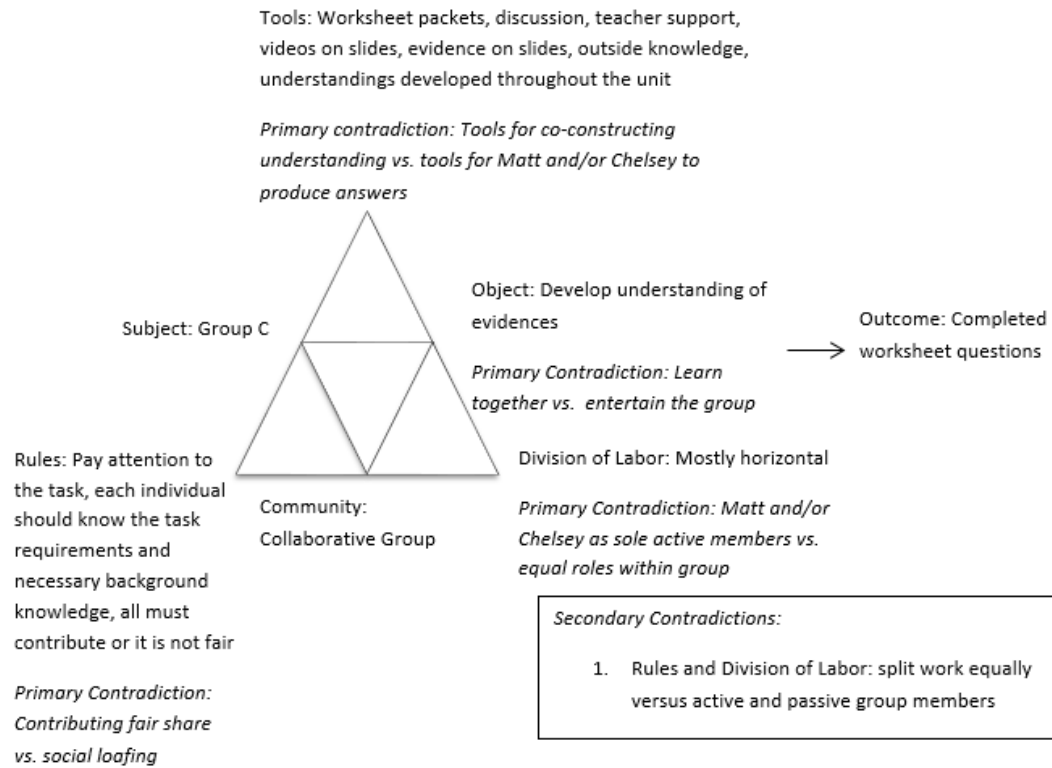 Tools: Worksheet packets, discussion, teacher support,
videos on slides, evidence on slides, outside knowledge,
understandings developed throughout the unit
Primary contradiction: Tools for co-constructing
understanding vs. tools for Matt and/or Chelsey to
produce answers
Subject: Group C
Object: Develop understanding of
evidences
Primary Contradiction: Learn
together vs. entertain the group
Outcome: Completed
worksheet questions
Rules: Pay attention to
the task, each individual
should know the task
requirements and
necessary background
knowledge, all must
contribute or it is not fair
Primary Contradiction:
Contributing fair share
vs. social loafing
Community:
Collaborative Group
Division of Labor: Mostly horizontal
Primary Contradiction: Matt and/or
Chelsey as sole active members vs.
equal roles within group
Secondary Contradictions:
1. Rules and Division of Labor: split work equally
versus active and passive group members